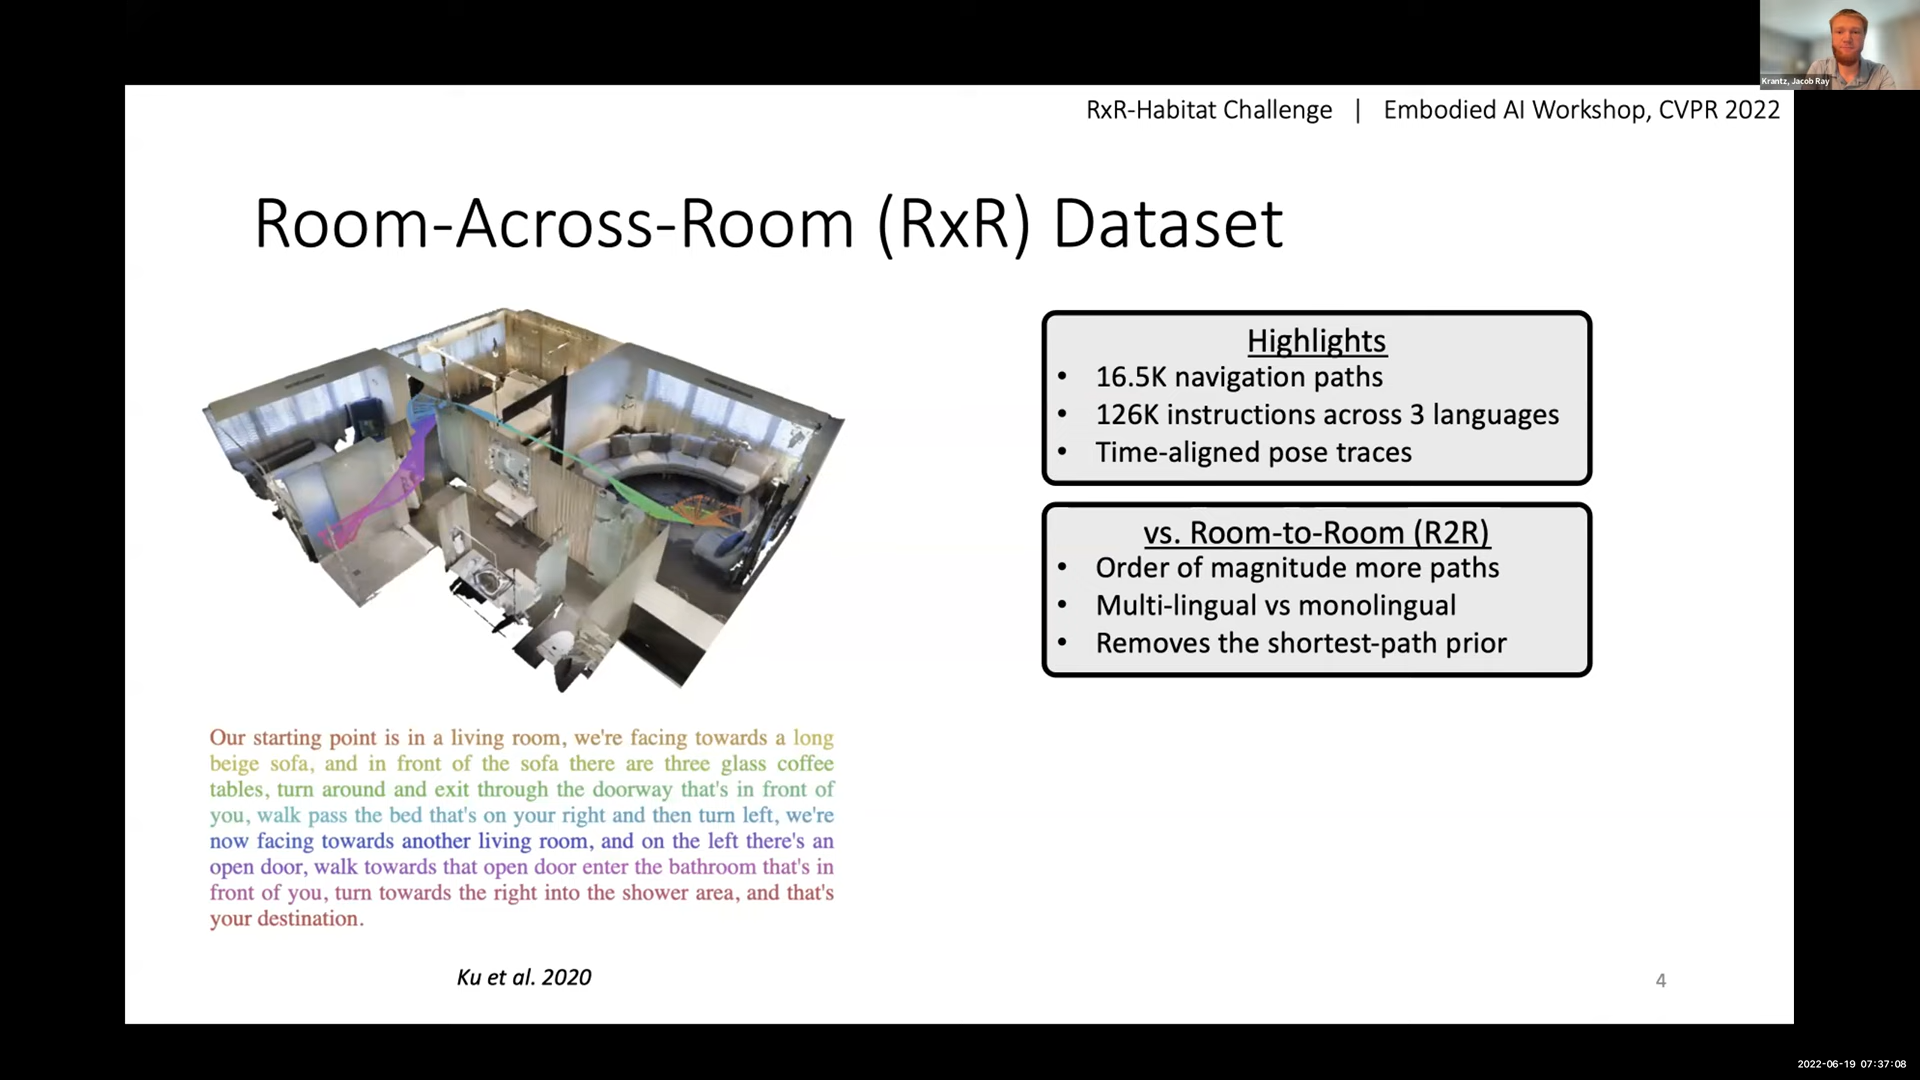 Krantz, Jacob Ray
RxR-Habitat Challenge | Embodied AI Workshop, CVPR 2022
Room-Across-Room (RxR) Dataset
Highlights
• 16.5K navigation paths
• 126K instructions across 3 languages
• Time-aligned pose traces
vs. Room-to-Room (R2R)
• Order of magnitude more paths
• Multi-lingual vs monolingual
• Removes the shortest-path prior
Our starting point is in a living room, we're facing towards a long
beige sofa, and in front of the sofa there are three glass coffee
tables, turn around and exit through the doorway that's in front of
you, walk pass the bed that's on your right and then turn left, we're
now facing towards another living room, and on the left there's an
open door, walk towards that open door enter the bathroom that's in
front of you, turn towards the right into the shower area, and that's
your destination.
Ku et al. 2020
4
2022-06-19 07:37:08